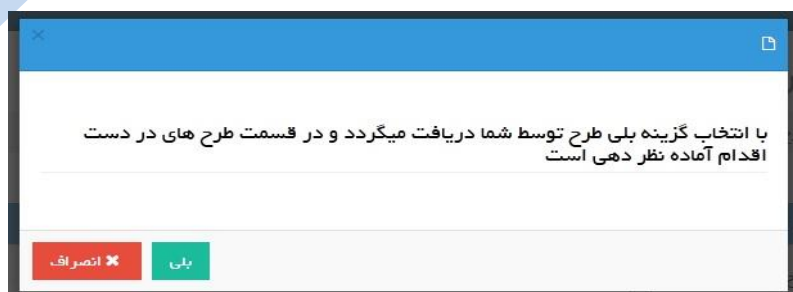 ×
با انتخاب گزینه بلی طرح توسط شما دریافت میگردد و در قسمت طرح های در دست
اقدام آماده نظر دهی است
بلی
✖ انصراف